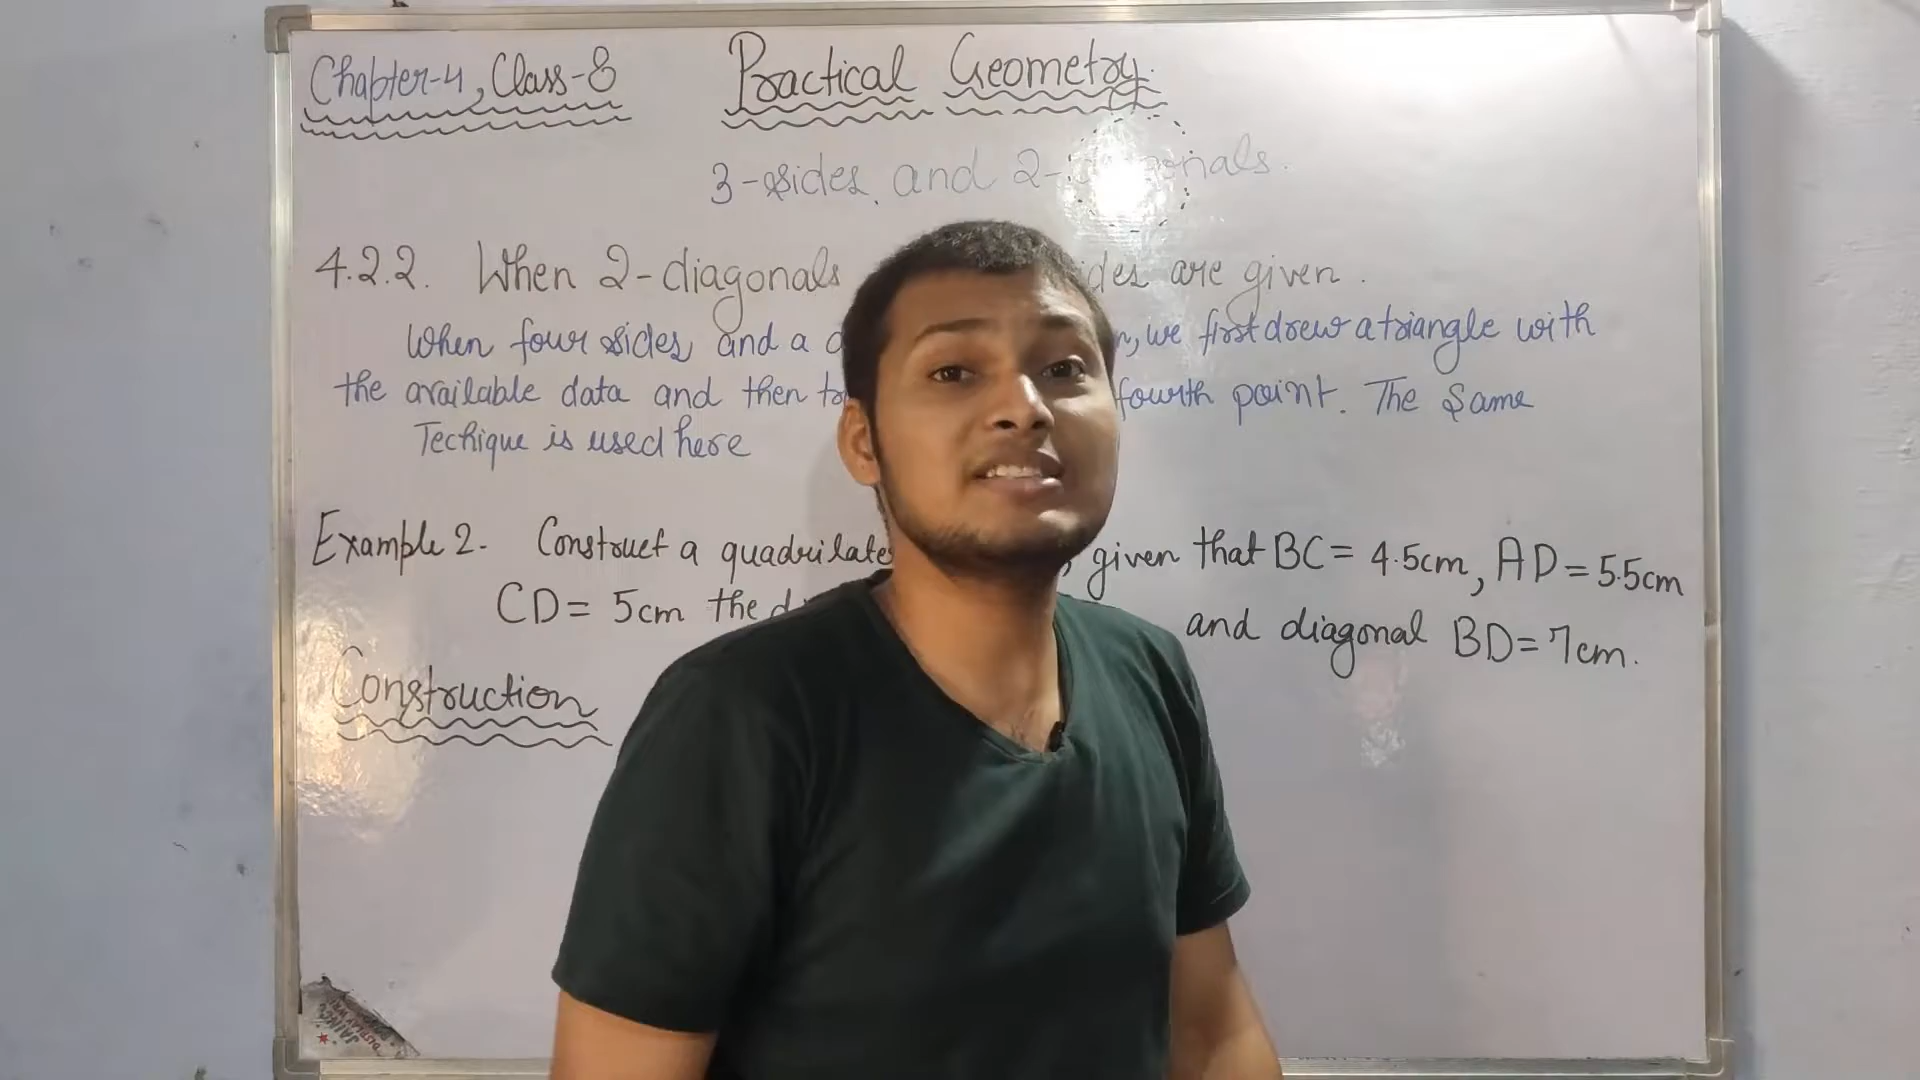 Chapter-4, Class-8 Practical Geometry.
3-sides and 2-
4.2.2. When 2-diagonals are given.
When four sides and a we first drew a triangle with
the available data and then fourth point. The Same
Techique is used here
Example 2. Construct a given that BC= 4.5cm, AD=5.5cm
CD= 5cm the and diagonal BD=7cm.
Construction